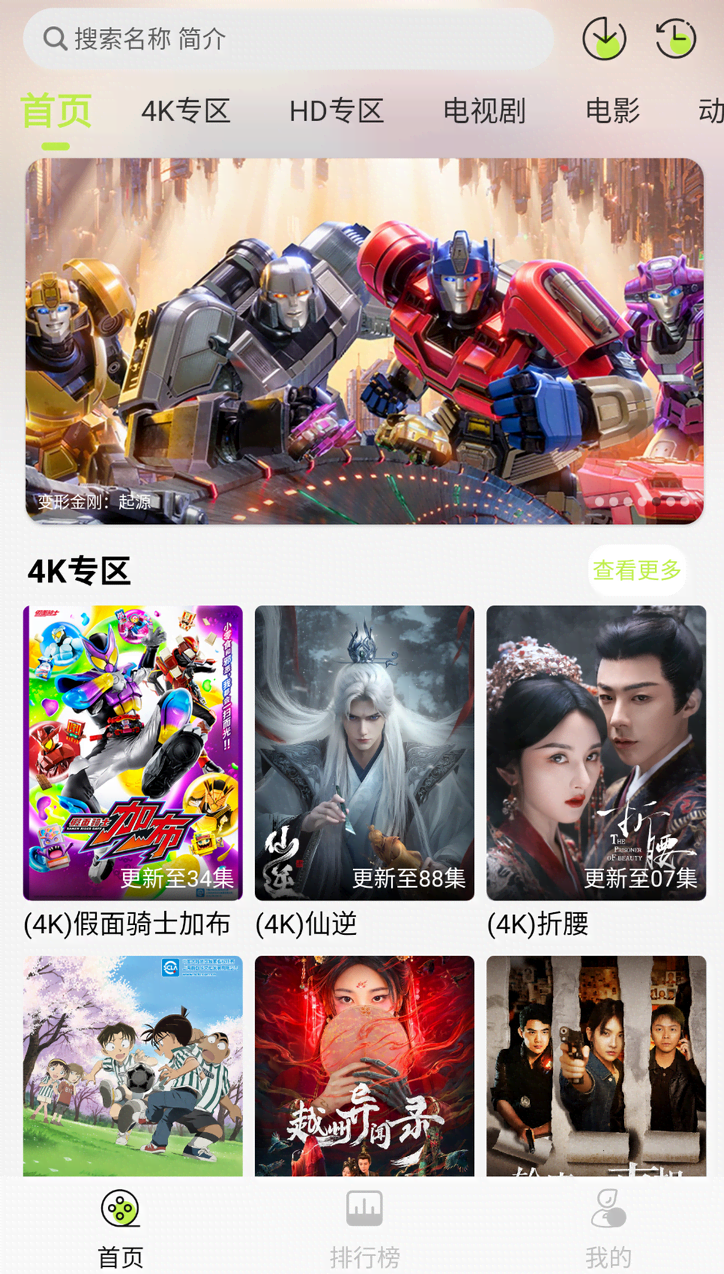 搜索名称 简介
首页
4K专区
HD专区
电视剧
电影
动
变形金刚：起源
4K专区
查看更多
假面骑士
加布
更新至34集
仙逆
更新至88集
折腰
THE
PRISONER
OF BEAUTY
更新至07集
(4K)假面骑士加布
(4K)仙逆
(4K)折腰
SCLA
越州异闻录
首页
排行榜
我的